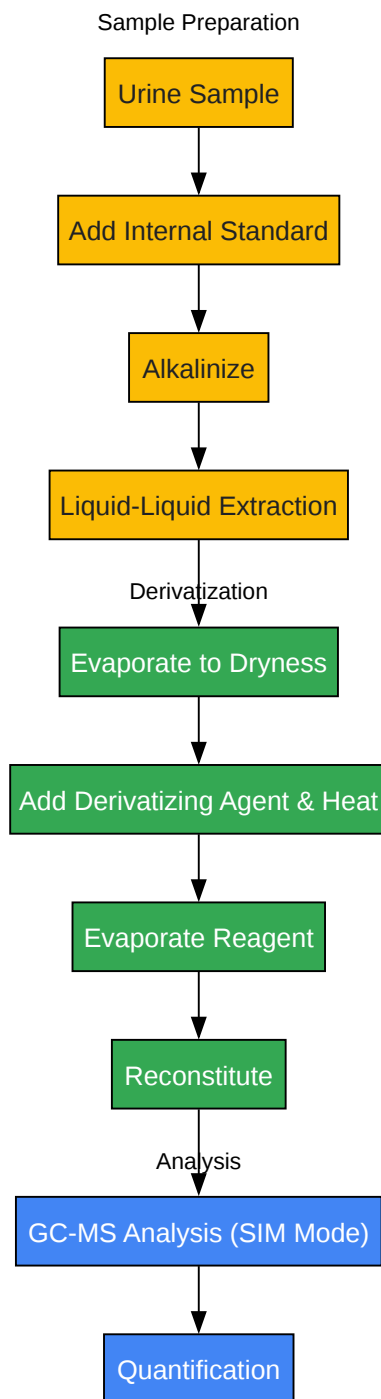 Sample Preparation
Urine Sample
Add Internal Standard
Alkalinize
Liquid-Liquid Extraction
Derivatization
Evaporate to Dryness
Add Derivatizing Agent & Heat
Evaporate Reagent
Reconstitute
Analysis
GC-MS Analysis (SIM Mode)
Quantification